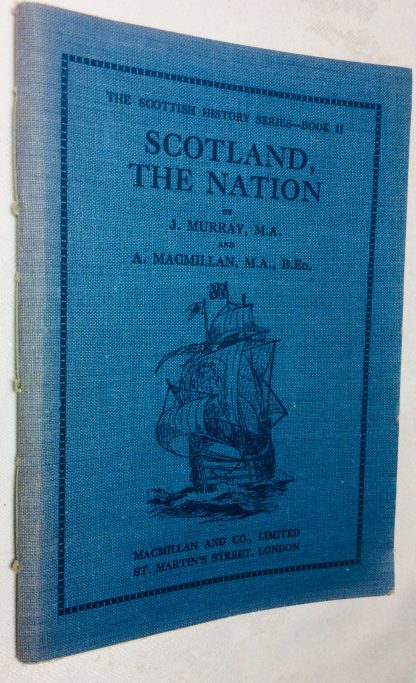 THE SCOTTISH HISTORY SERIES—BOOK II
SCOTLAND,
THE NATION
BY
J. MURRAY, M.A.
AND
A. MACMILLAN, M.A., B.Ed.
MACMILLAN AND CO., LIMITED
ST. MARTIN'S STREET, LONDON